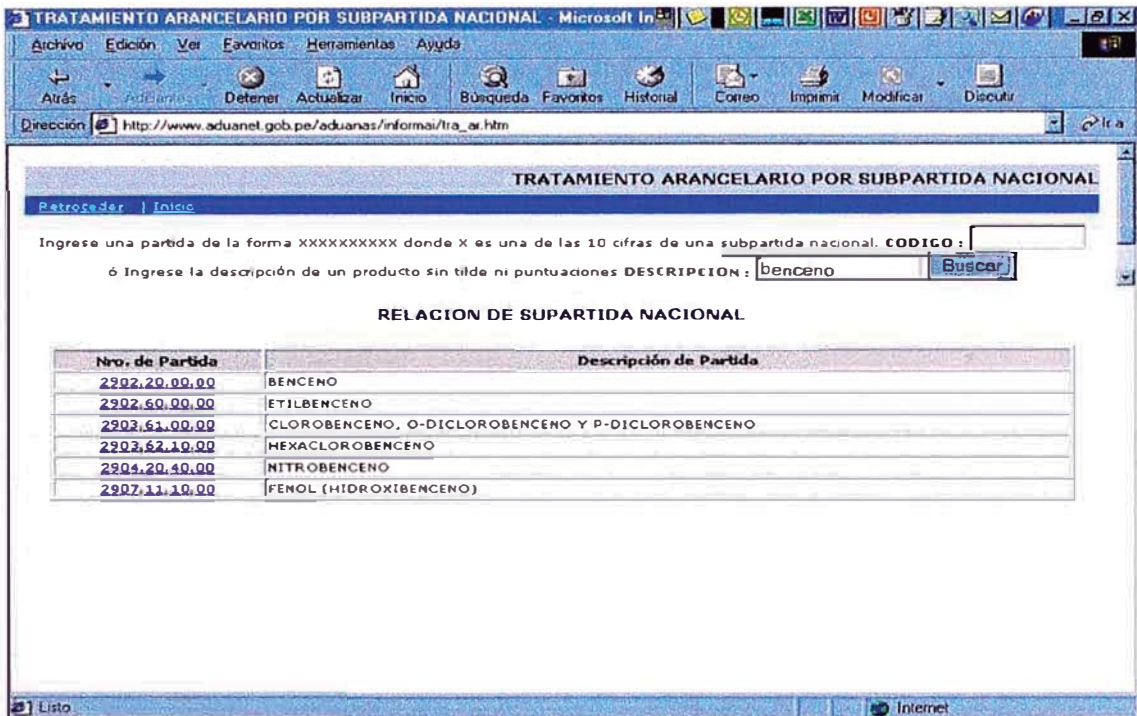 TRATAMIENTO ARANCELARIO POR SUBPARTIDA NACIONAL - Microsoft In
Archivo Edición Ver Favoritos Herramientas Ayuda
Atrás Adelante Detener Actualizar Inicio Búsqueda Favoritos Historial Correo Imprimir Modificar Discutir
Dirección http://www.aduanet.gob.pe/aduanas/informai/tra_ar.htm Ir a
TRATAMIENTO ARANCELARIO POR SUBPARTIDA NACIONAL
Retroceder | Inicio
Ingrese una partida de la forma XXXXXXXXXX donde X es una de las 10 cifras de una subpartida nacional. CODIGO :
ó Ingrese la descripción de un producto sin tilde ni puntuaciones DESCRIPCION : benceno Buscar
RELACION DE SUPARTIDA NACIONAL
Nro. de Partida Descripción de Partida
2902.20.00.00 BENCENO
2902.60.00.00 ETILBENCENO
2903.61.00.00 CLOROBENCENO, O-DICLOROBENCENO Y P-DICLOROBENCENO
2903.62.10.00 HEXACLOROBENCENO
2904.20.40.00 NITROBENCENO
2907.11.10.00 FENOL (HIDROXIBENCENO)
Listo Internet